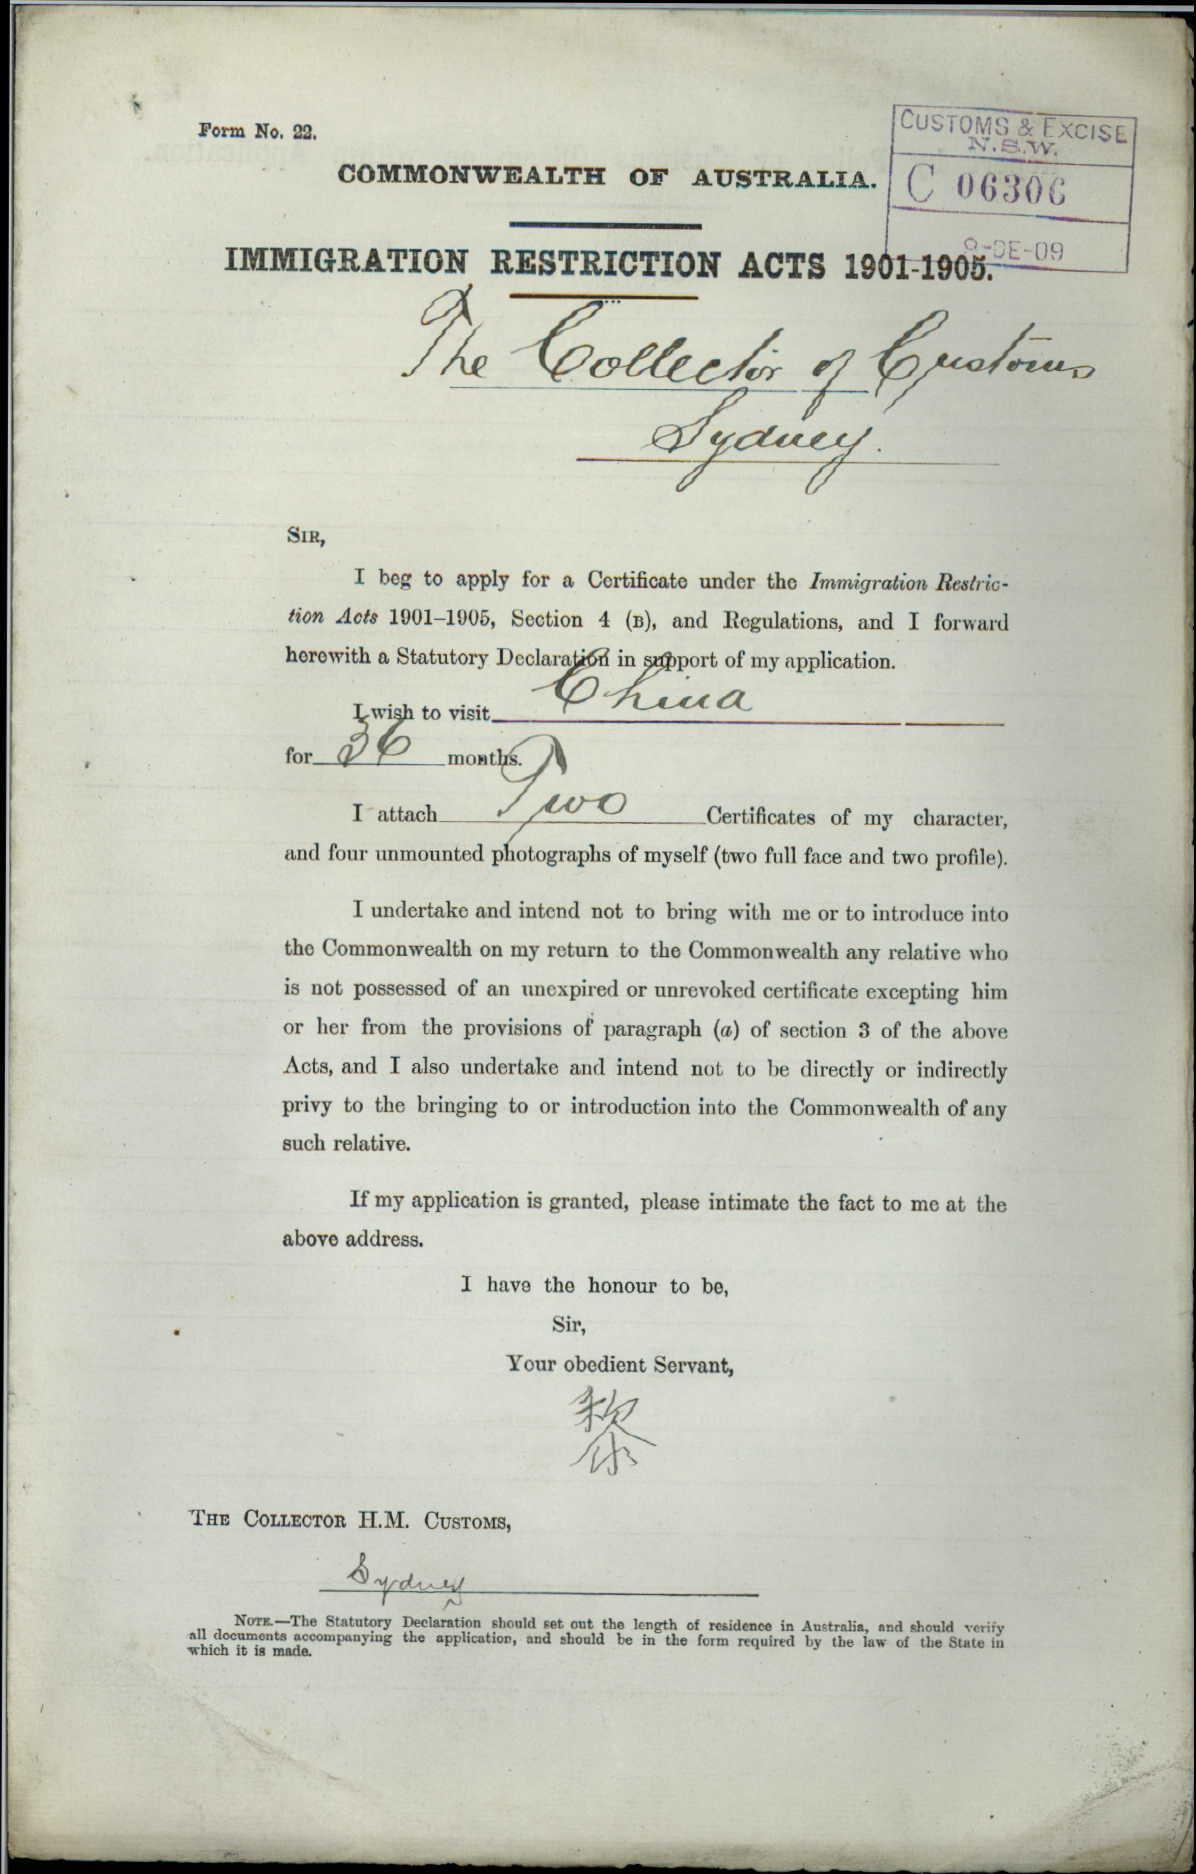 Form No. 22.
CUSTOMS & EXCISE
N.S.W.
C 06306
8-DE-09
COMMONWEALTH OF AUSTRALIA.
IMMIGRATION RESTRICTION ACTS 1901-1905.
The Collector of Customs
Sydney.
SIR,
I beg to apply for a Certificate under the Immigration Restric-
tion Acts 1901–1905, Section 4 (B), and Regulations, and I forward
herewith a Statutory Declaration in support of my application.
I wish to visit China
for 36 months.
I attach Two Certificates of my character,
and four unmounted photographs of myself (two full face and two profile).
I undertake and intend not to bring with me or to introduce into
the Commonwealth on my return to the Commonwealth any relative who
is not possessed of an unexpired or unrevoked certificate excepting him
or her from the provisions of paragraph (a) of section 3 of the above
Acts, and I also undertake and intend not to be directly or indirectly
privy to the bringing to or introduction into the Commonwealth of any
such relative.
If my application is granted, please intimate the fact to me at the
above address.
I have the honour to be,
Sir,
Your obedient Servant,
黎
THE COLLECTOR H.M. CUSTOMS,
Sydney
NOTE.—The Statutory Declaration should set out the length of residence in Australia, and should verify
all documents accompanying the application, and should be in the form required by the law of the State in
which it is made.